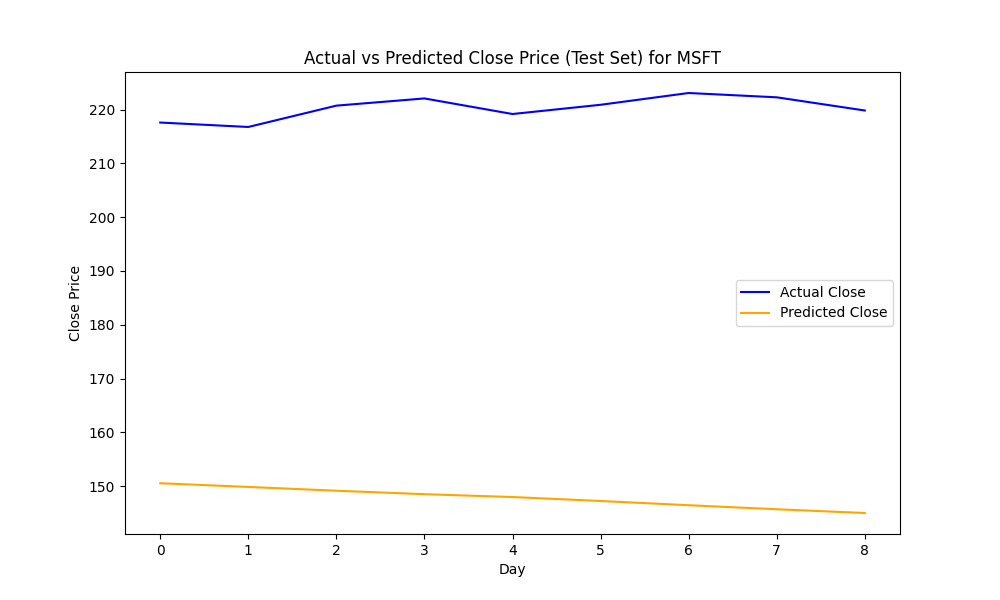 Actual vs Predicted Close Price (Test Set) for MSFT
220
210
200
190
180
170
160
150
Close Price
Actual Close
Predicted Close
0 1 2 3 4 5 6 7 8
Day